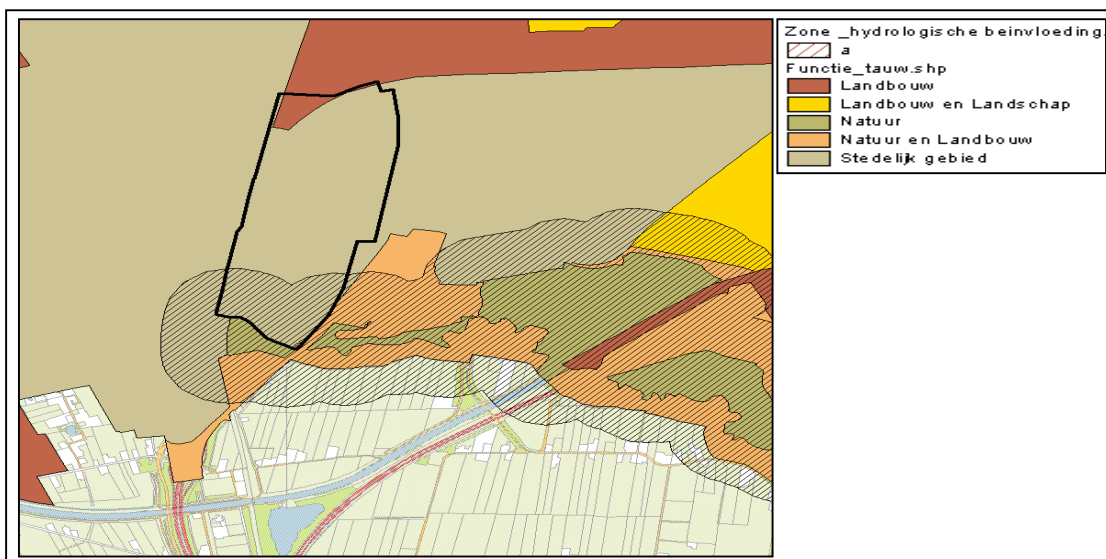 Zone _hydrologische beinvloeding.
a
Functie_tauw.shp
Landbouw
Landbouw en Landschap
Natuur
Natuur en Landbouw
Stedelijk gebied